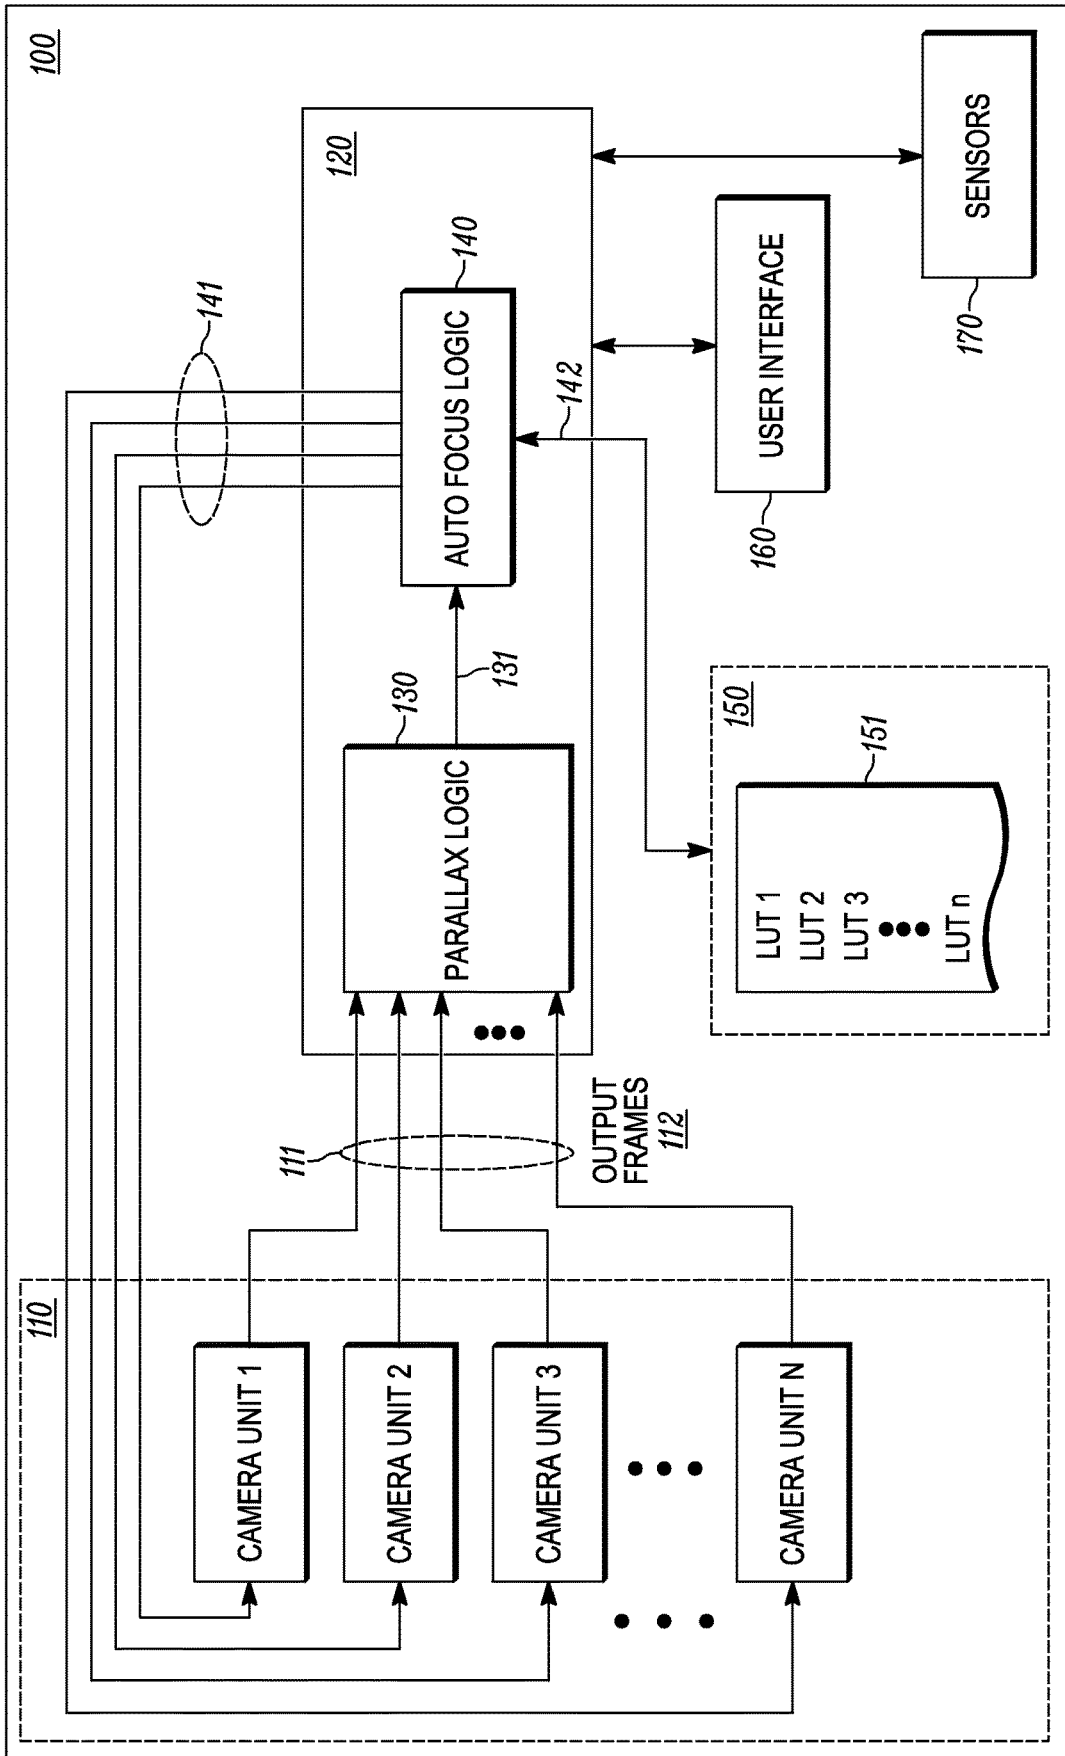 100
110
CAMERA UNIT 1
CAMERA UNIT 2
CAMERA UNIT 3
CAMERA UNIT N
111
OUTPUT
FRAMES
112
120
PARALLAX LOGIC
130
131
AUTO FOCUS LOGIC
140
141
142
150
151
LUT 1
LUT 2
LUT 3
LUT n
USER INTERFACE
160
SENSORS
170